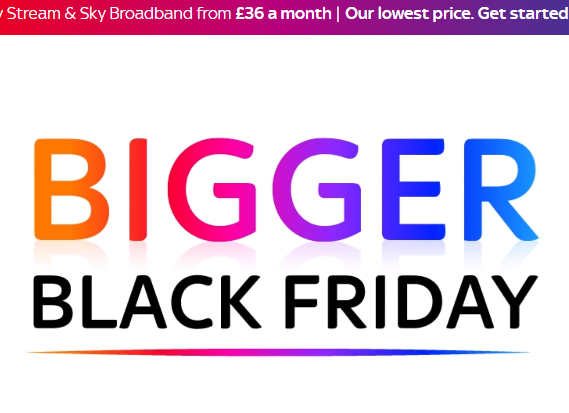 Stream & Sky Broadband from £36 a month | Our lowest price. Get started
BIGGER
BLACK FRIDAY